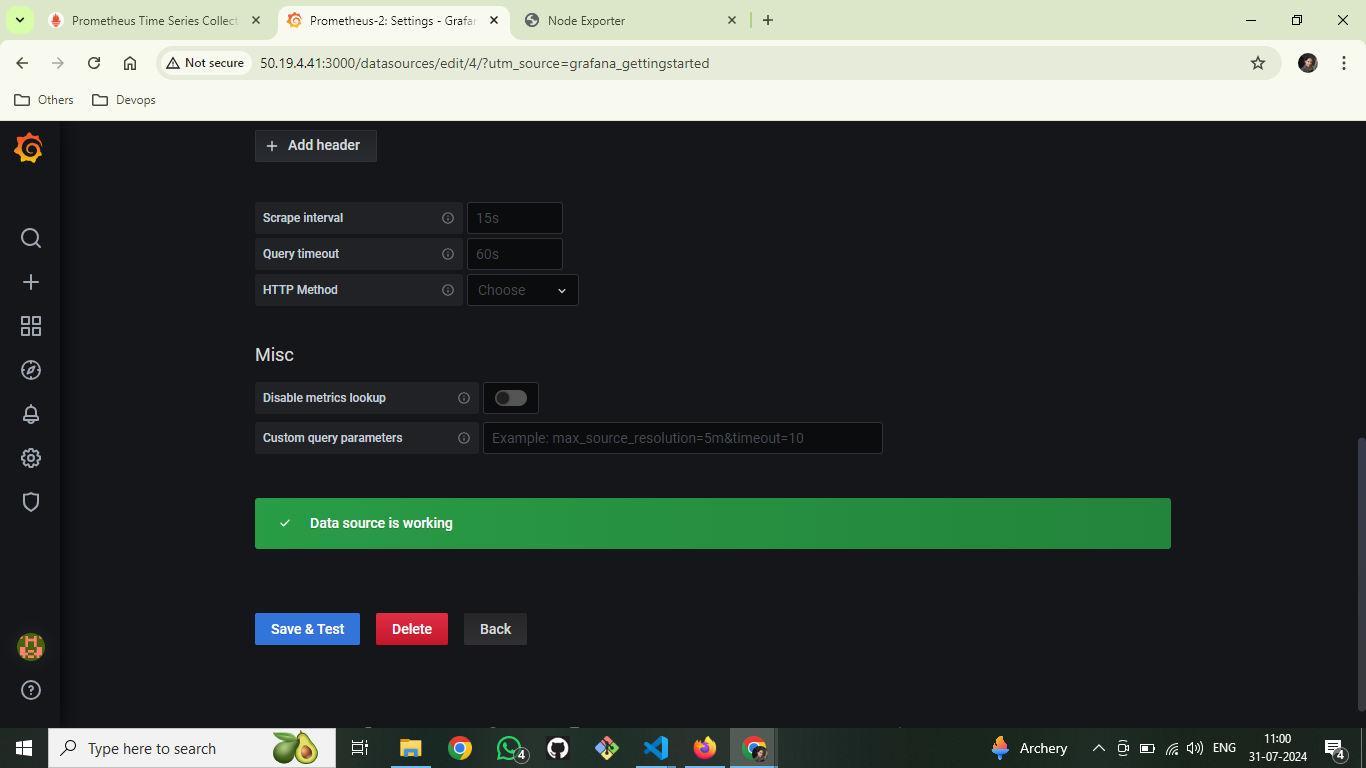 Prometheus Time Series Collect
Prometheus-2: Settings - Grafan
Node Exporter
Not secure
50.19.4.41:3000/datasources/edit/4/?utm_source=grafana_gettingstarted
Others
Devops
Add header
Scrape interval
15s
Query timeout
60s
HTTP Method
Choose
Misc
Disable metrics lookup
Custom query parameters
Example: max_source_resolution=5m&timeout=10
Data source is working
Save & Test
Delete
Back
Type here to search
4
Archery
ENG
11:00
31-07-2024
4